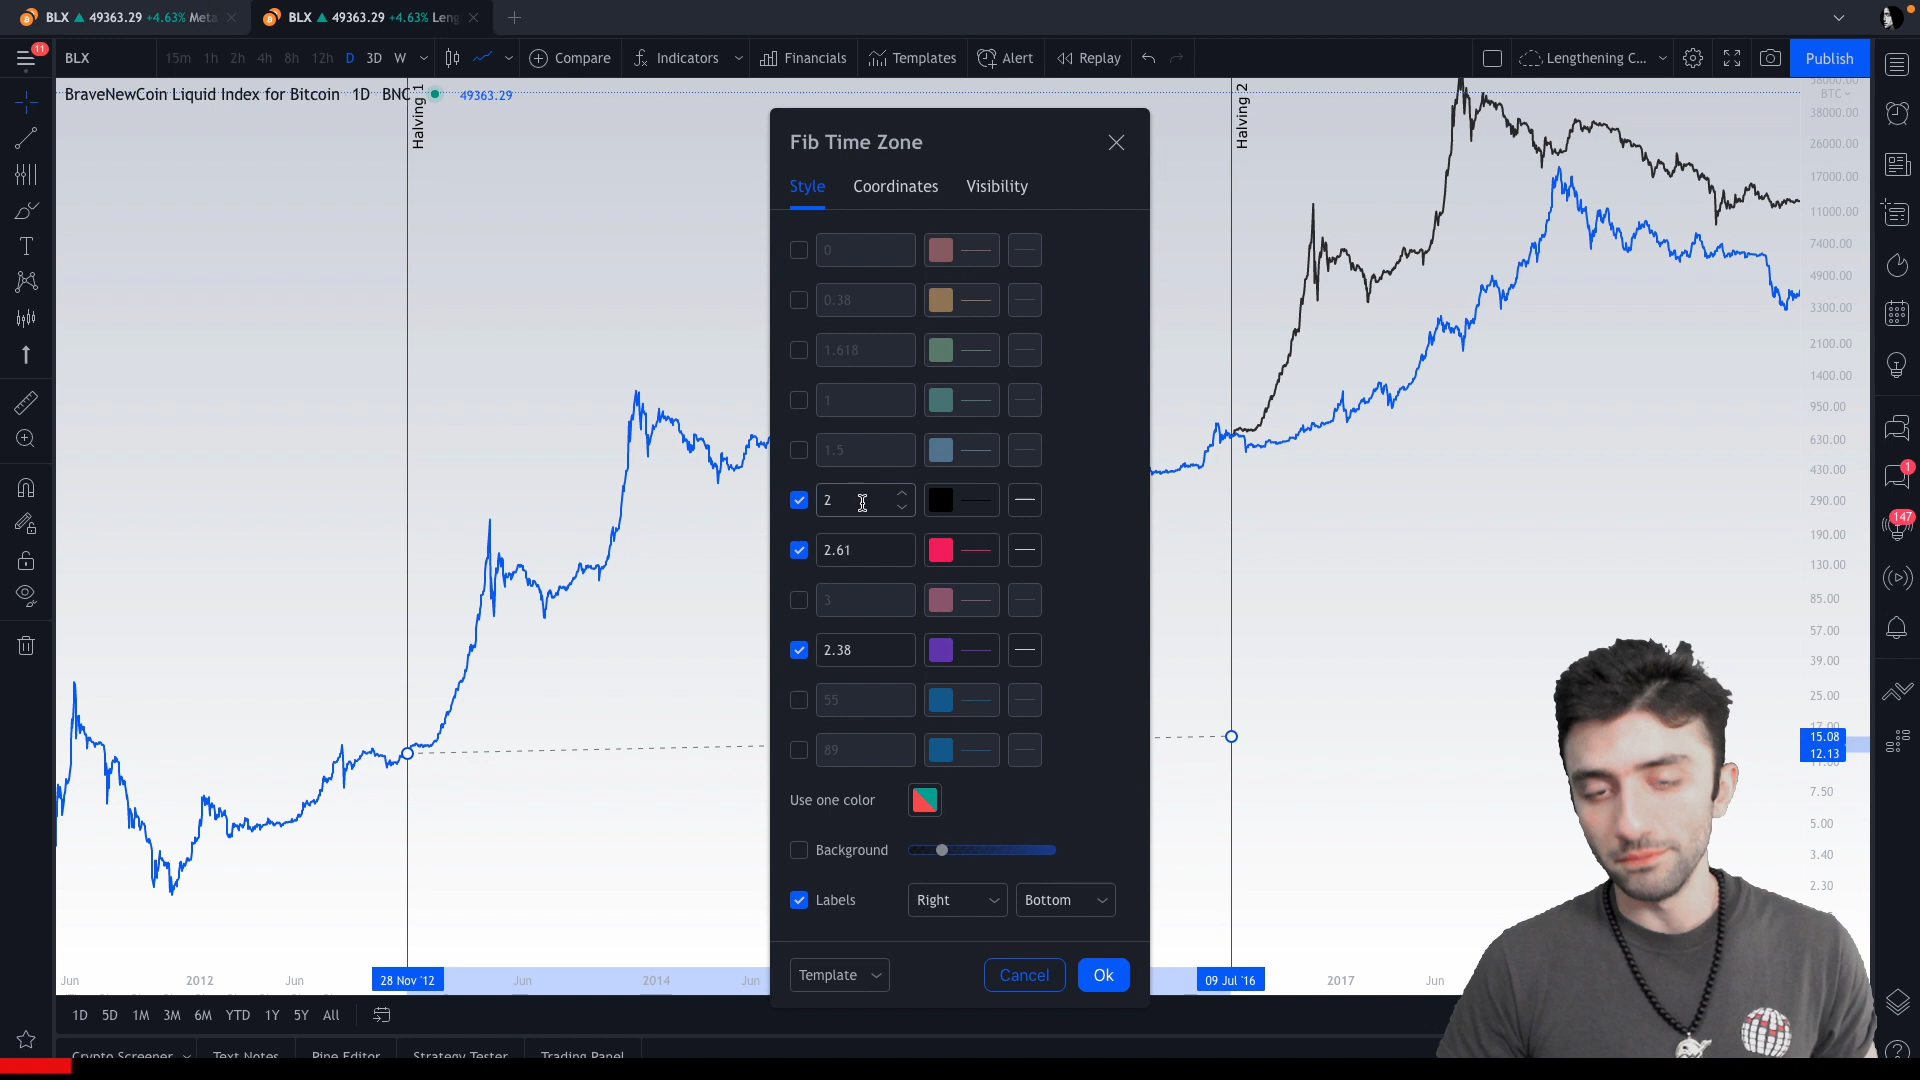 BLX ▲ 49363.29 +4.63% Meta
BLX ▲ 49363.29 +4.63% Leng
11
BLX
15m 1h 2h 4h 8h 12h D 3D W
Compare
Indicators
Financials
Templates
Alert
Replay
Lengthening C...
Publish
BraveNewCoin Liquid Index for Bitcoin 1D BNC
49363.29
Halving 1
Halving 2
Fib Time Zone
Style Coordinates Visibility
0
0.38
1.618
1
1.5
2
2.61
3
2.38
55
89
Use one color
Background
Labels
Right
Bottom
Template
Cancel
Ok
BTC
38000.00
26000.00
17000.00
11000.00
7400.00
4900.00
3300.00
2100.00
1400.00
950.00
630.00
430.00
290.00
190.00
130.00
85.00
57.00
39.00
25.00
17.00
15.08
12.13
7.50
5.00
3.40
2.30
1
147
Jun 2012 Jun 28 Nov '12 Jun 2014 Jun 09 Jul '16 2017 Jun
1D 5D 1M 3M 6M YTD 1Y 5Y All
Crypto Screener Text Notes Pine Editor Strategy Tester Trading Panel